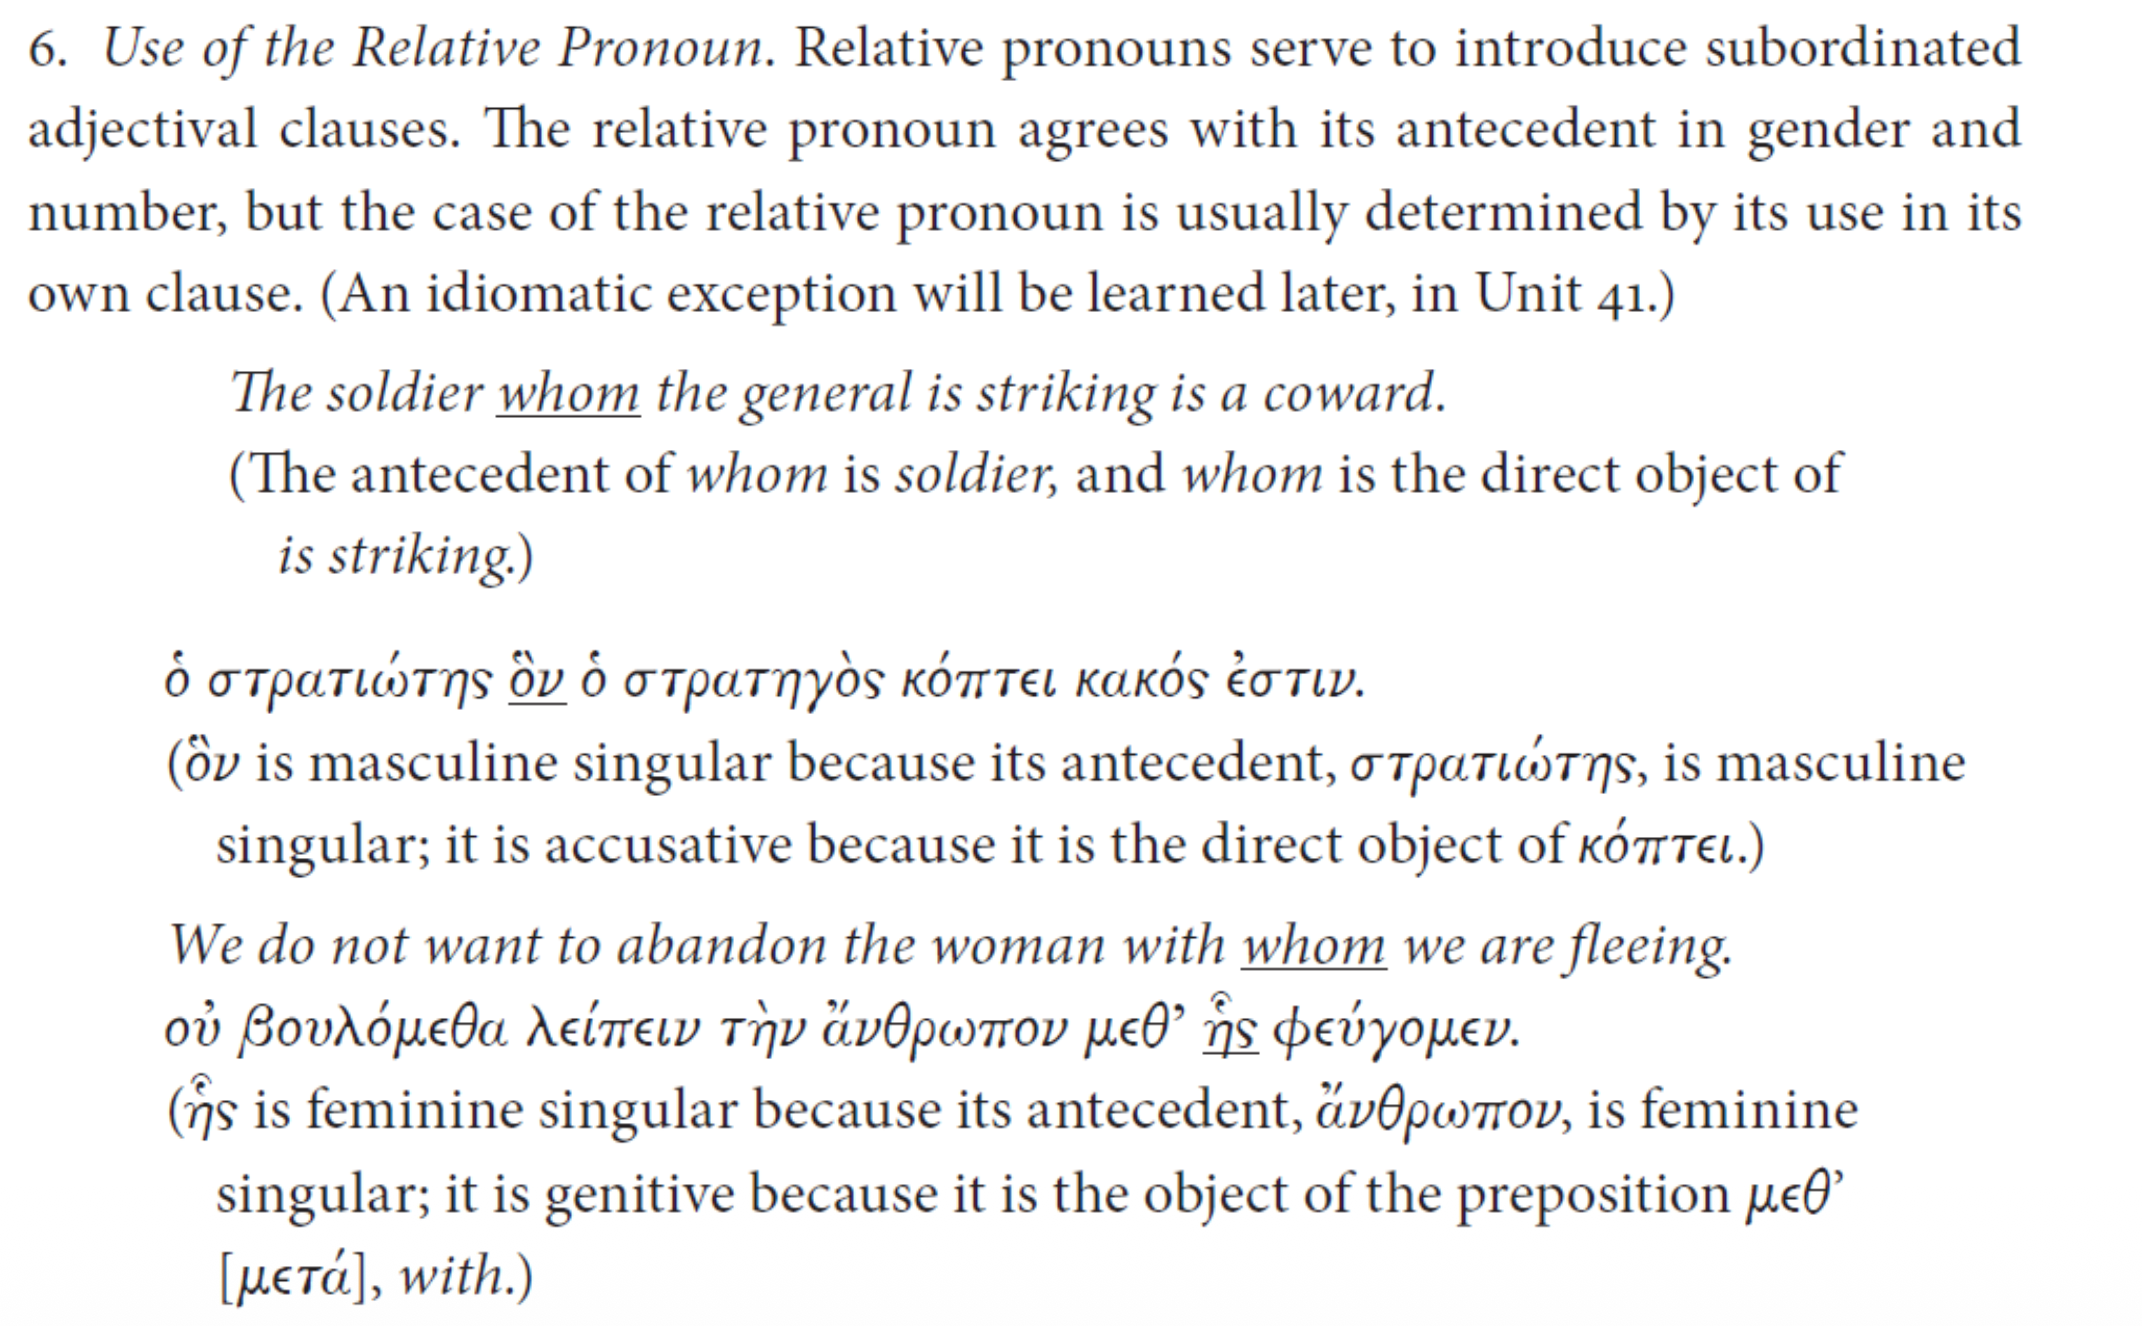 6. Use of the Relative Pronoun. Relative pronouns serve to introduce subordinated
adjectival clauses. The relative pronoun agrees with its antecedent in gender and
number, but the case of the relative pronoun is usually determined by its use in its
own clause. (An idiomatic exception will be learned later, in Unit 41.)
The soldier whom the general is striking is a coward.
(The antecedent of whom is soldier, and whom is the direct object of
is striking.)
ὁ στρατιώτης ὃν ὁ στρατηγὸς κόπτει κακός ἐστιν.
(ὃν is masculine singular because its antecedent, στρατιώτης, is masculine
singular; it is accusative because it is the direct object of κόπτει.)
We do not want to abandon the woman with whom we are fleeing.
οὐ βουλόμεθα λείπειν τὴν ἄνθρωπον μεθ’ ἧς φεύγομεν.
(ἧς is feminine singular because its antecedent, ἄνθρωπον, is feminine
singular; it is genitive because it is the object of the preposition μεθ’
[μετά], with.)